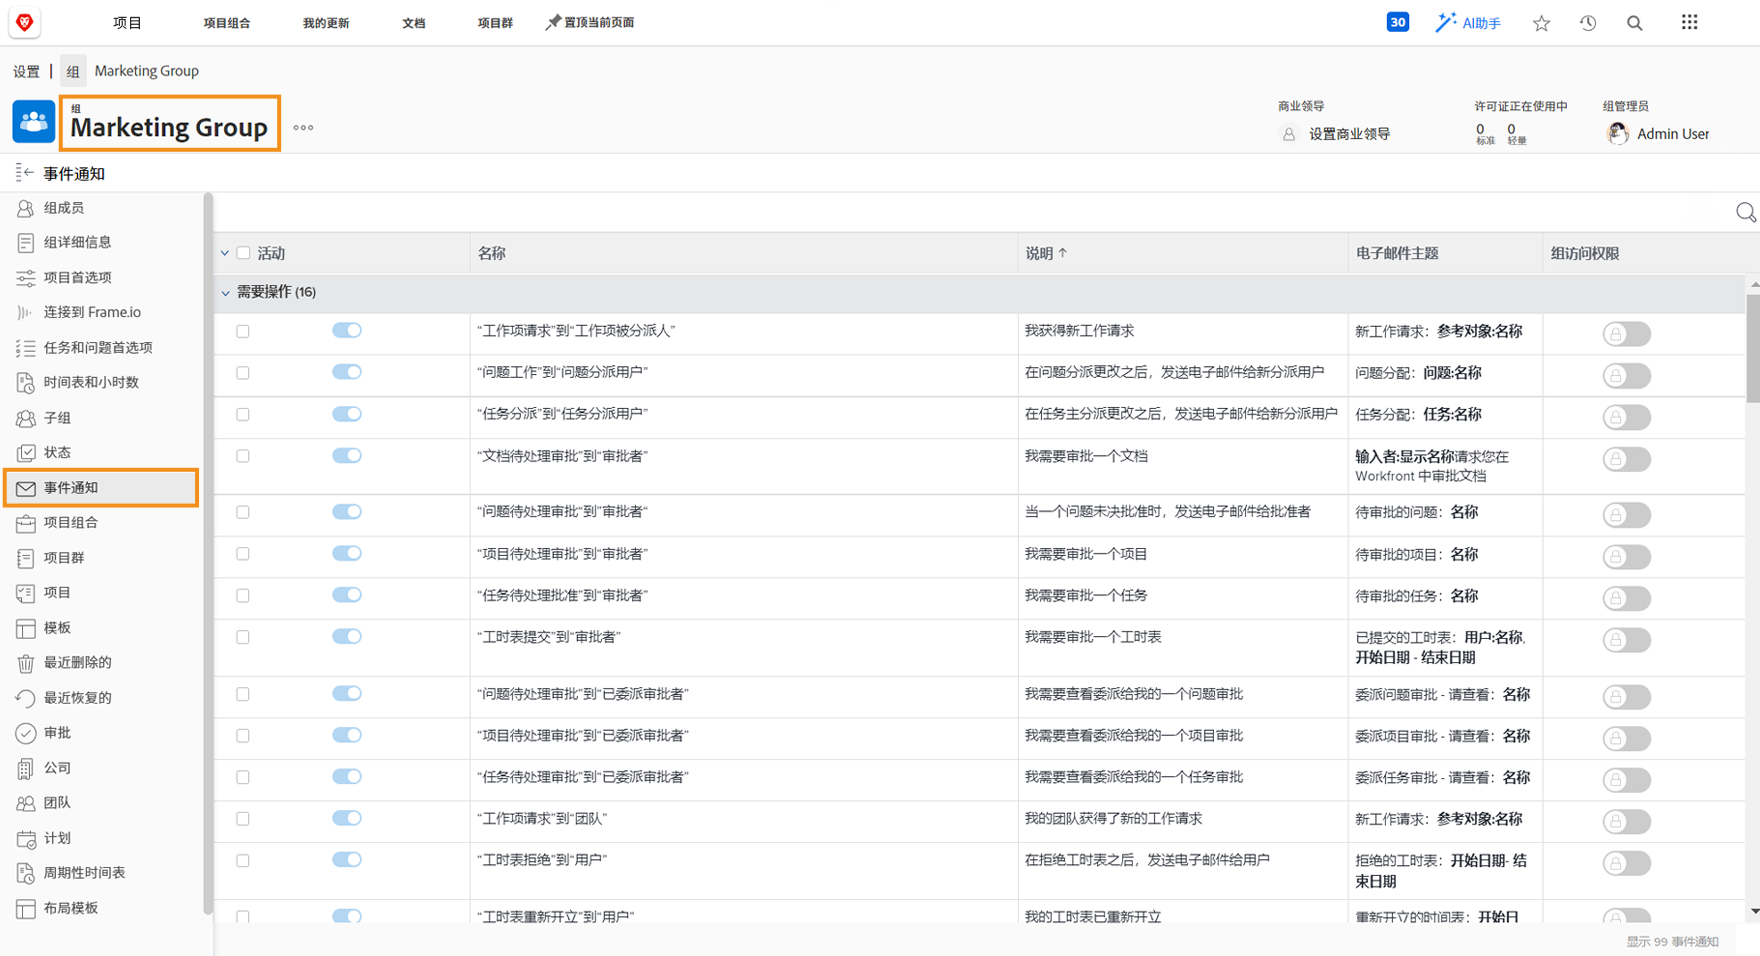 项目 项目组合 我的更新 文档 项目群 置顶当前页面 30 AI助手
设置 | 组 Marketing Group
组
Marketing Group
商业领导 许可证正在使用中 组管理员
设置商业领导 0 0 Admin User
标准 轻量
事件通知
组成员
组详细信息
项目首选项
连接到 Frame.io
任务和问题首选项
时间表和小时数
子组
状态
事件通知
项目组合
项目群
项目
模板
最近删除的
最近恢复的
审批
公司
团队
计划
周期性时间表
布局模板
活动 名称 说明 ↑ 电子邮件主题 组访问权限
需要操作 (16)
“工作项请求”到“工作项被分派人” 我获得新工作请求 新工作请求：参考对象:名称
“问题工作”到“问题分派用户” 在问题分派更改之后，发送电子邮件给新分派用户 问题分配：问题:名称
“任务分派”到“任务分派用户” 在任务主分派更改之后，发送电子邮件给新分派用户 任务分配：任务:名称
“文档待处理审批”到“审批者” 我需要审批一个文档 输入者:显示名称请求您在
Workfront 中审批文档
“问题待处理审批”到“审批者“ 当一个问题未决批准时，发送电子邮件给批准者 待审批的问题：名称
“项目待处理审批”到“审批者“ 我需要审批一个项目 待审批的项目：名称
“任务待处理批准”到“审批者” 我需要审批一个任务 待审批的任务：名称
“工时表提交”到“审批者” 我需要审批一个工时表 已提交的工时表：用户:名称,
开始日期 - 结束日期
“问题待处理审批”到“已委派审批者” 我需要查看委派给我的一个问题审批 委派问题审批 - 请查看：名称
“项目待处理审批”到“已委派审批者” 我需要查看委派给我的一个项目审批 委派项目审批 - 请查看：名称
“任务待处理审批”到“已委派审批者” 我需要查看委派给我的一个任务审批 委派任务审批 - 请查看：名称
“工作项请求”到“团队” 我的团队获得了新的工作请求 新工作请求：参考对象:名称
“工时表拒绝”到“用户” 在拒绝工时表之后，发送电子邮件给用户 拒绝的工时表：开始日期- 结
束日期
“工时表重新开立”到“用户” 我的工时表已重新开立 重新开立的时间表：开始日
显示 99 事件通知